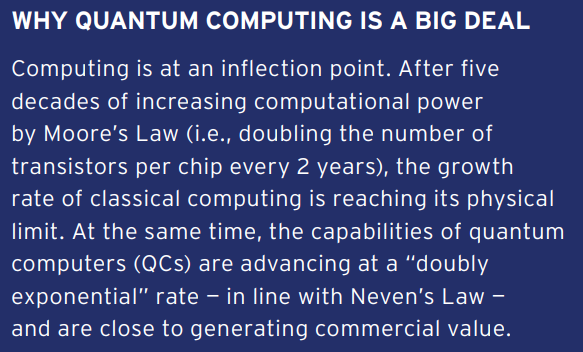 WHY QUANTUM COMPUTING IS A BIG DEAL
Computing is at an inflection point. After five
decades of increasing computational power
by Moore’s Law (i.e., doubling the number of
transistors per chip every 2 years), the growth
rate of classical computing is reaching its physical
limit. At the same time, the capabilities of quantum
computers (QCs) are advancing at a “doubly
exponential” rate – in line with Neven’s Law –
and are close to generating commercial value.